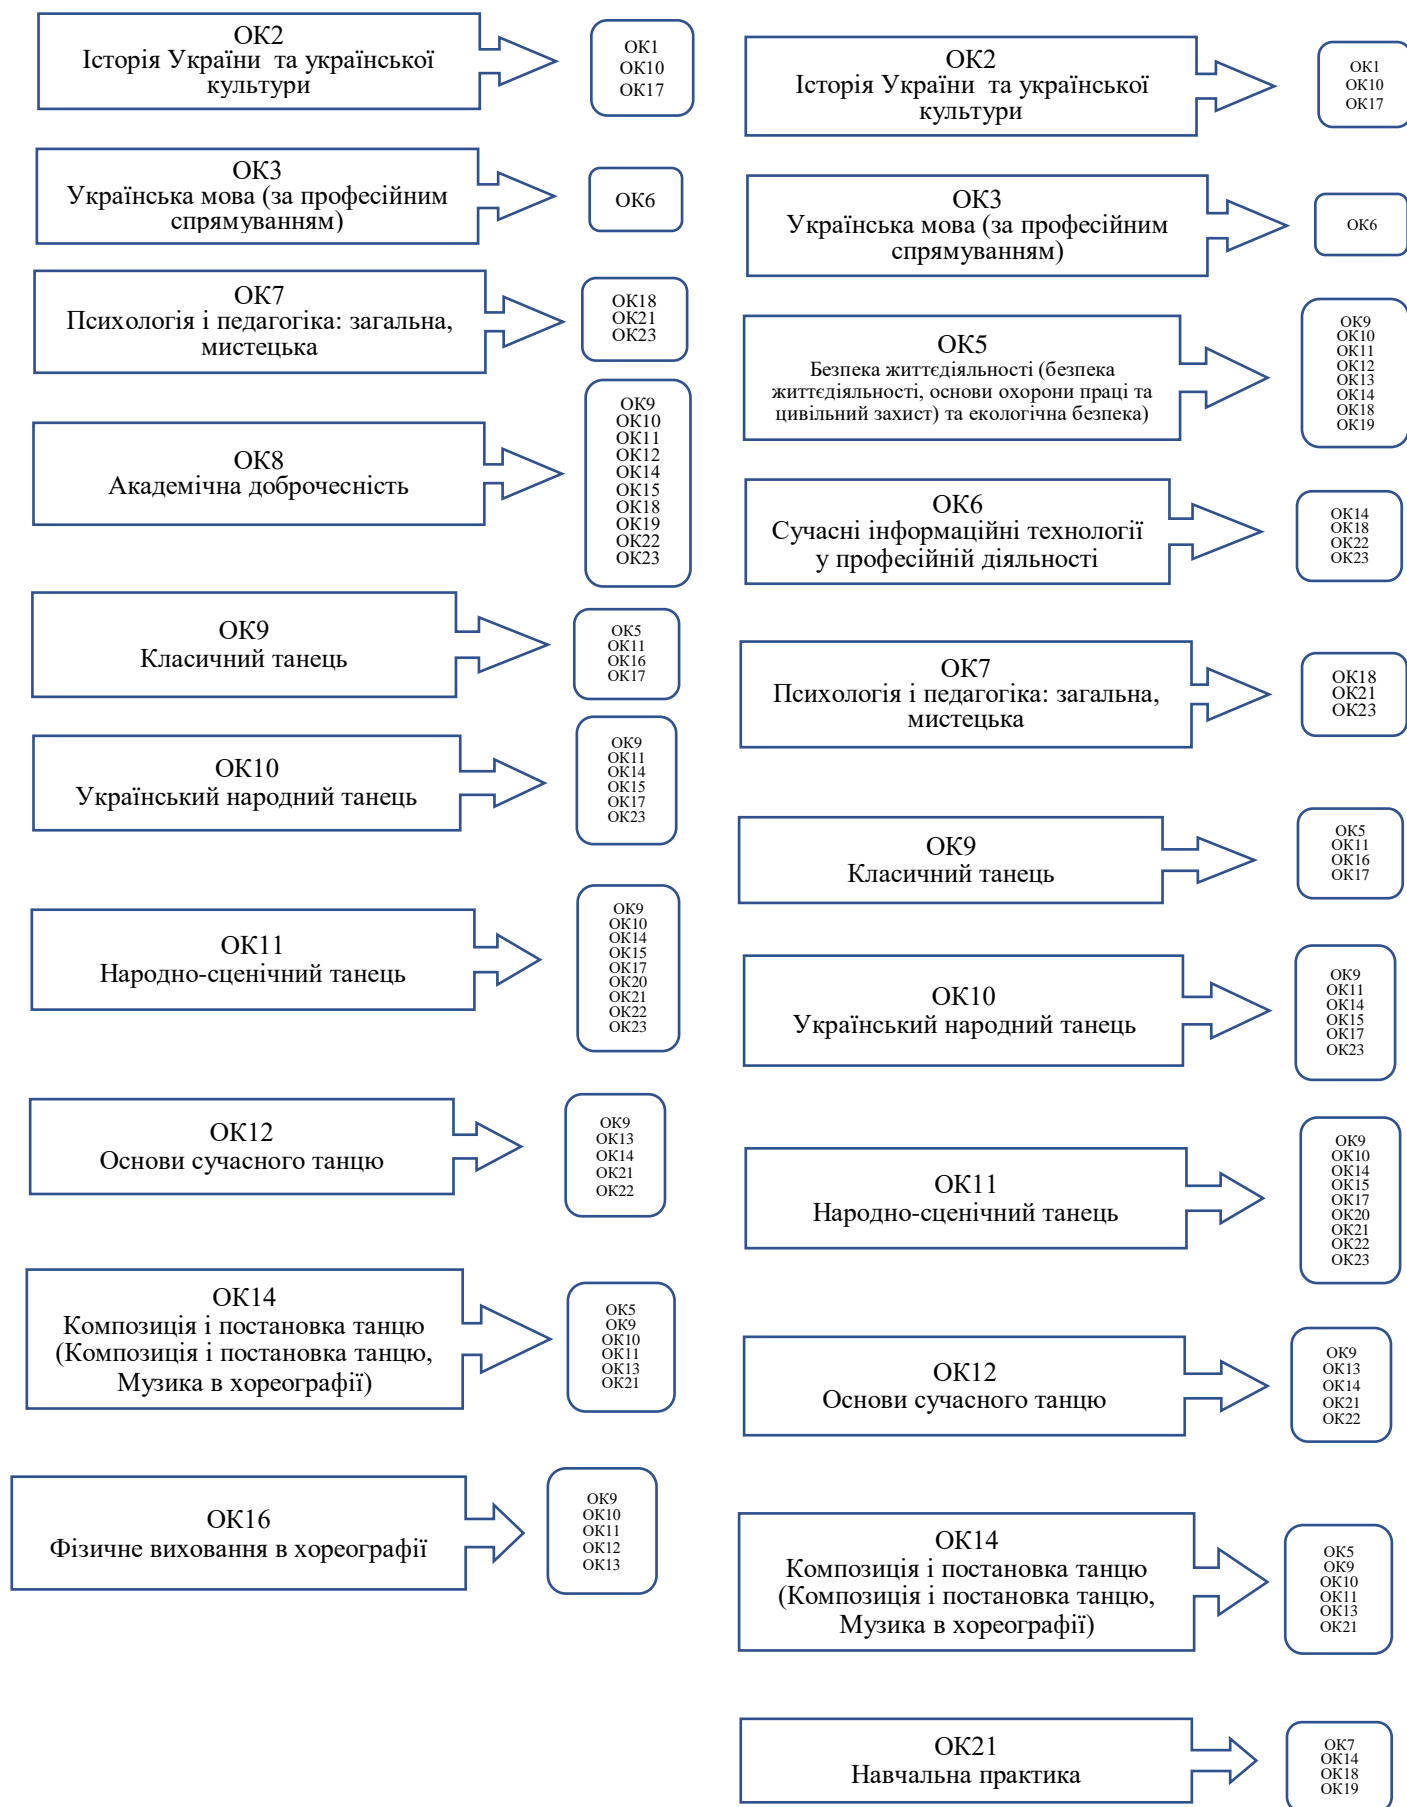 ОК2
Історія України та української
культури
ОК1
ОК10
ОК17
ОК3
Українська мова (за професійним
спрямуванням)
ОК6
ОК7
Психологія і педагогіка: загальна,
мистецька
ОК18
ОК21
ОК23
ОК8
Академічна доброчесність
ОК9
ОК10
ОК11
ОК12
ОК14
ОК15
ОК18
ОК19
ОК22
ОК23
ОК9
Класичний танець
ОК5
ОК11
ОК16
ОК17
ОК10
Український народний танець
ОК9
ОК11
ОК14
ОК15
ОК17
ОК23
ОК11
Народно-сценічний танець
ОК9
ОК10
ОК14
ОК15
ОК17
ОК20
ОК21
ОК22
ОК23
ОК12
Основи сучасного танцю
ОК9
ОК13
ОК14
ОК21
ОК22
ОК14
Композиція і постановка танцю
(Композиція і постановка танцю,
Музика в хореографії)
ОК5
ОК9
ОК10
ОК11
ОК13
ОК21
ОК16
Фізичне виховання в хореографії
ОК9
ОК10
ОК11
ОК12
ОК13
ОК2
Історія України та української
культури
ОК1
ОК10
ОК17
ОК3
Українська мова (за професійним
спрямуванням)
ОК6
ОК5
Безпека життєдіяльності (безпека
життєдіяльності, основи охорони праці та
цивільний захист) та екологічна безпека)
ОК9
ОК10
ОК11
ОК12
ОК13
ОК14
ОК18
ОК19
ОК6
Сучасні інформаційні технології
у професійній діяльності
ОК14
ОК18
ОК22
ОК23
ОК7
Психологія і педагогіка: загальна,
мистецька
ОК18
ОК21
ОК23
ОК9
Класичний танець
ОК5
ОК11
ОК16
ОК17
ОК10
Український народний танець
ОК9
ОК11
ОК14
ОК15
ОК17
ОК23
ОК11
Народно-сценічний танець
ОК9
ОК10
ОК14
ОК15
ОК17
ОК20
ОК21
ОК22
ОК23
ОК12
Основи сучасного танцю
ОК9
ОК13
ОК14
ОК21
ОК22
ОК14
Композиція і постановка танцю
(Композиція і постановка танцю,
Музика в хореографії)
ОК5
ОК9
ОК10
ОК11
ОК13
ОК21
ОК21
Навчальна практика
ОК7
ОК14
ОК18
ОК19